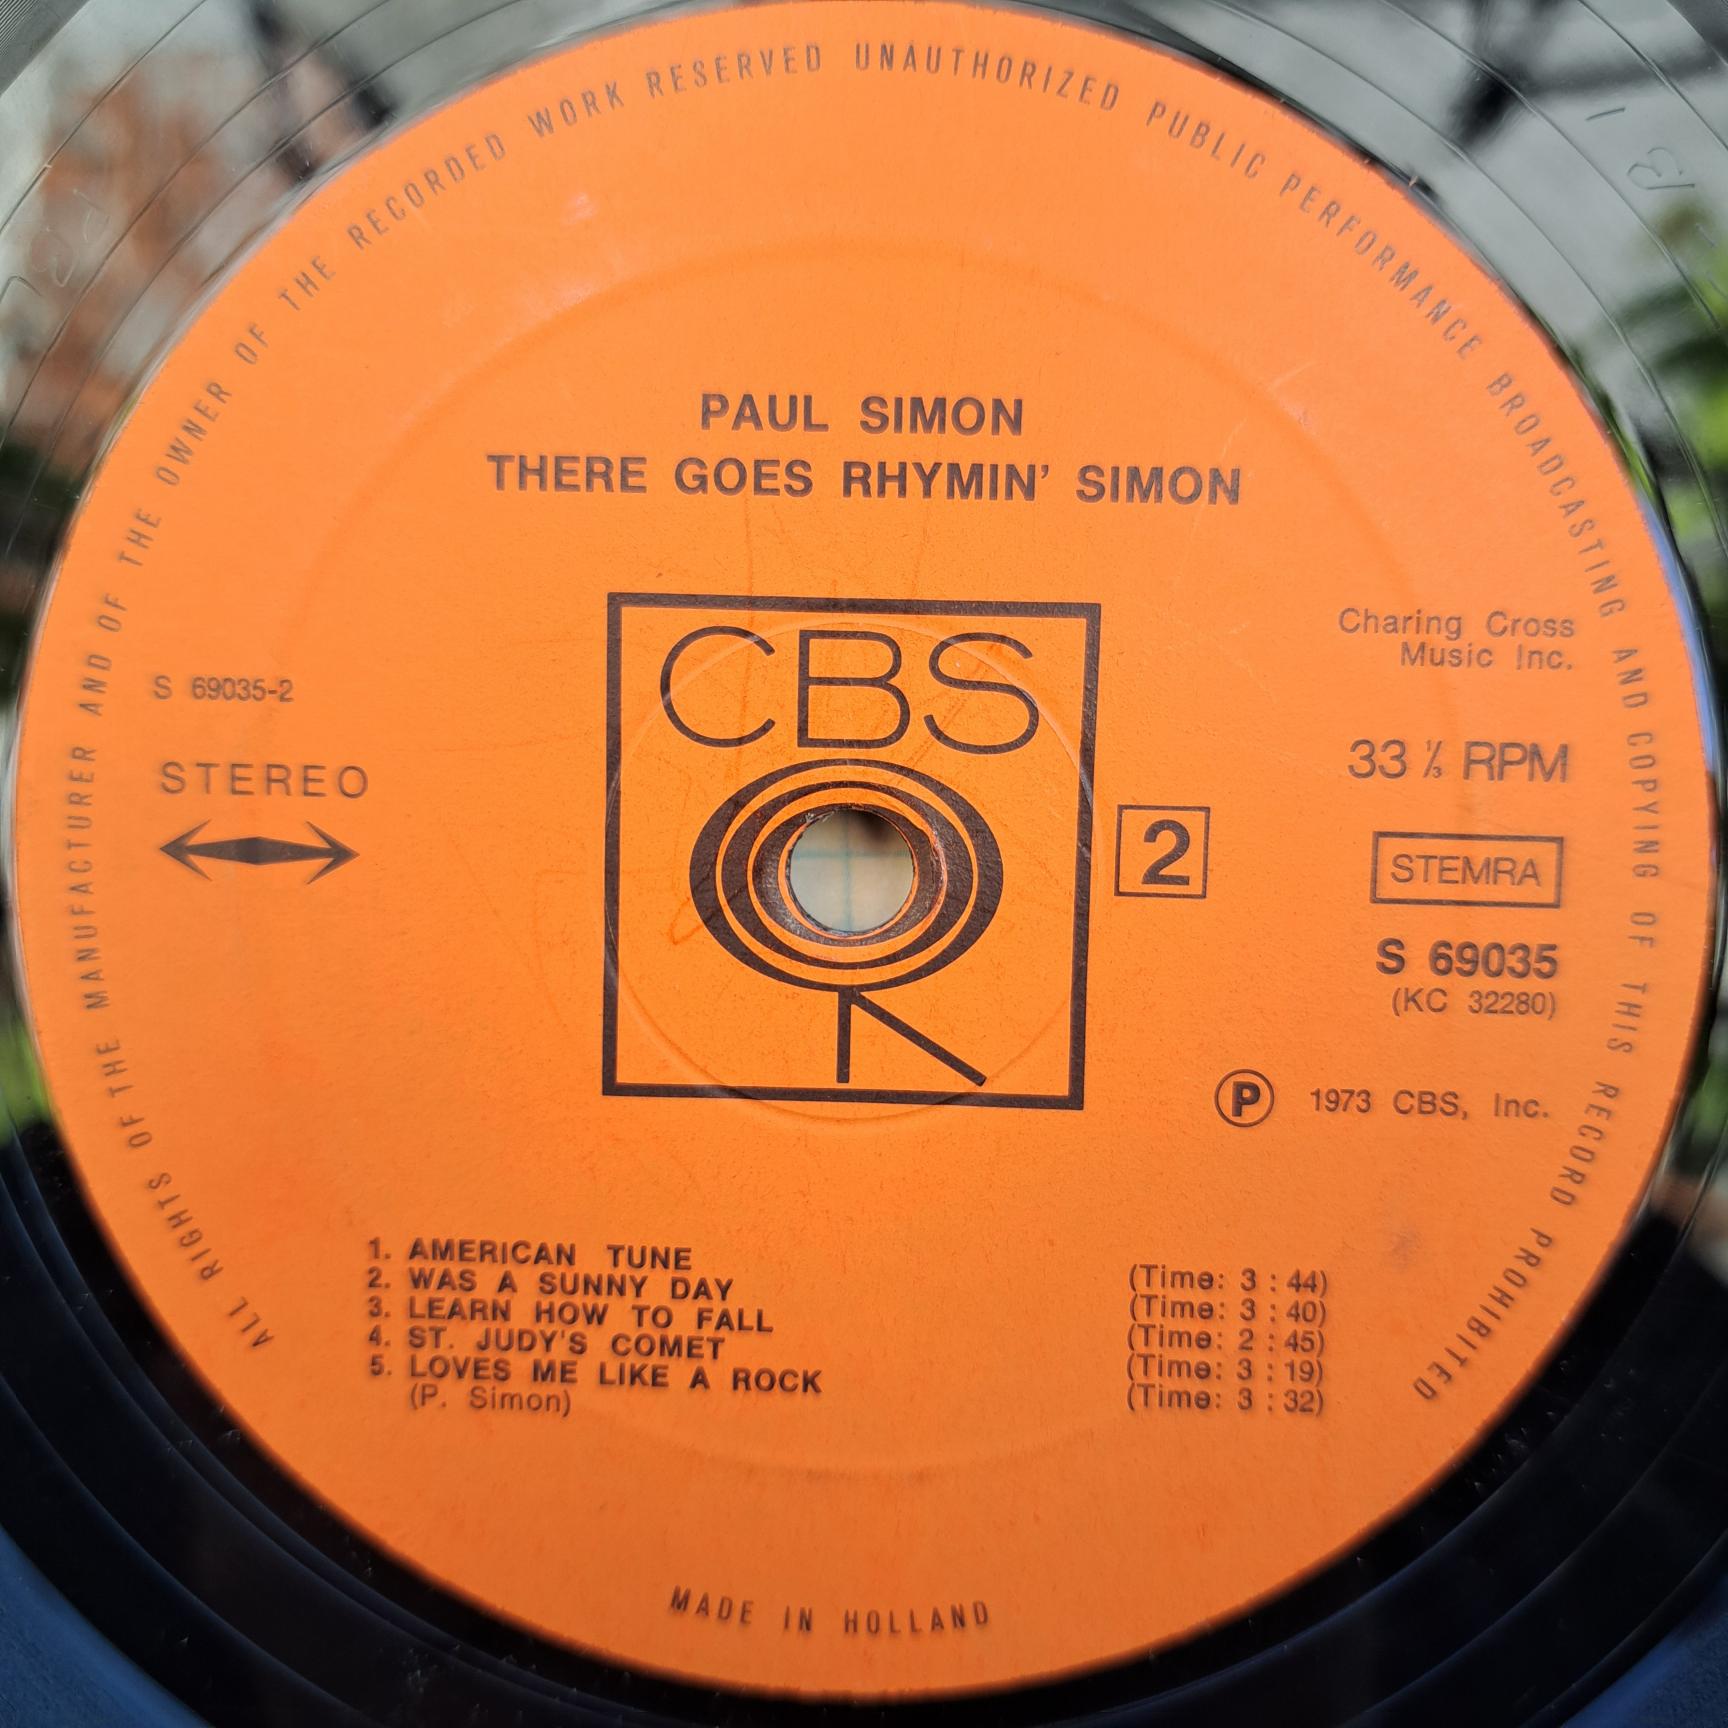 ALL RIGHTS OF THE MANUFACTURER AND OF THE OWNER OF THE RECORDED WORK RESERVED UNAUTHORIZED PUBLIC PERFORMANCE BROADCASTING AND COPYING OF THIS RECORD PROHIBITED
PAUL SIMON
THERE GOES RHYMIN' SIMON
CBS
Charing Cross
Music Inc.
S 69035-2
STEREO
33 ⅓ RPM
2
STEMRA
S 69035
(KC 32280)
Ⓟ 1973 CBS, Inc.
1. AMERICAN TUNE (Time: 3 : 44)
2. WAS A SUNNY DAY (Time: 3 : 40)
3. LEARN HOW TO FALL (Time: 2 : 45)
4. ST. JUDY'S COMET (Time: 3 : 19)
5. LOVES ME LIKE A ROCK (Time: 3 : 32)
(P. Simon)
MADE IN HOLLAND